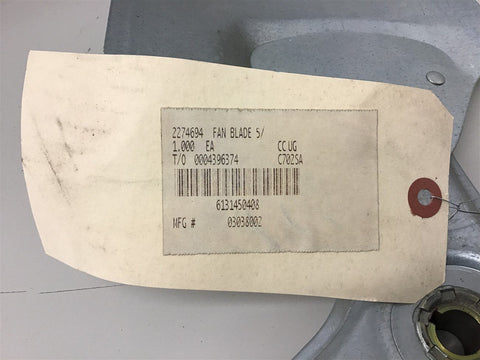 2274694 FAN BLADE 5/
1.000 EA CC UG
T/O 0004396374 C702SA
6131450408
MFG # 03038002